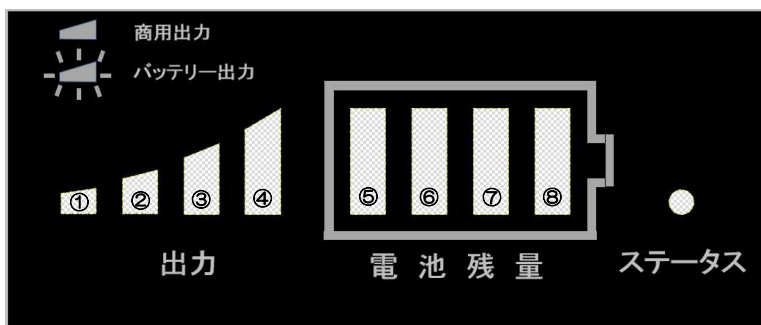 商用出力
バッテリー出力
① ② ③ ④ ⑤ ⑥ ⑦ ⑧
出力 電池残量 ステータス